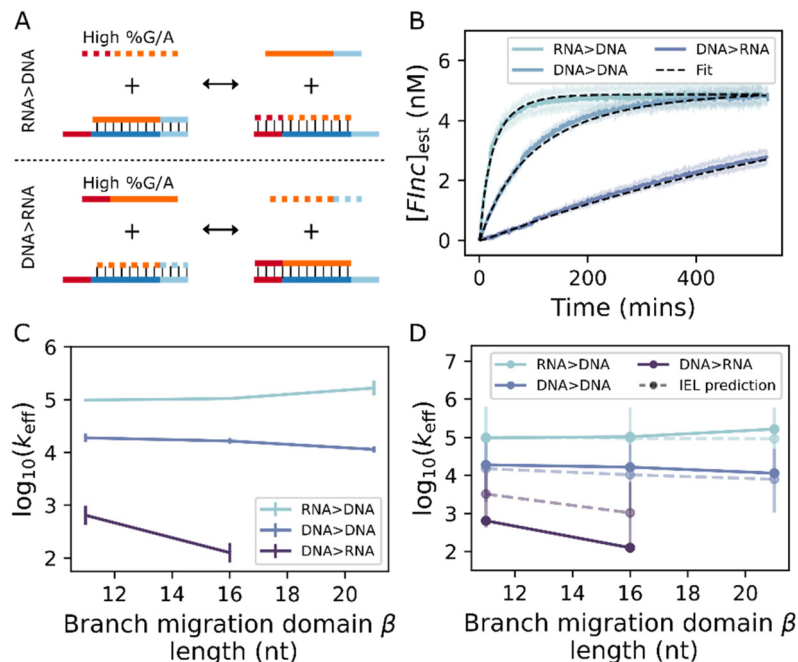 A
High %G/A
RNA>DNA
+
+
High %G/A
DNA>RNA
+
+
B
[FInc]est (nM)
6
4
2
0
RNA>DNA
DNA>DNA
DNA>RNA
Fit
0
200
400
Time (mins)
C
log10(keff)
6
5
4
3
2
RNA>DNA
DNA>DNA
DNA>RNA
12
14
16
18
20
Branch migration domain β
length (nt)
D
log10(keff)
7
6
5
4
3
2
1
RNA>DNA
DNA>DNA
DNA>RNA
IEL prediction
12
14
16
18
20
Branch migration domain β
length (nt)